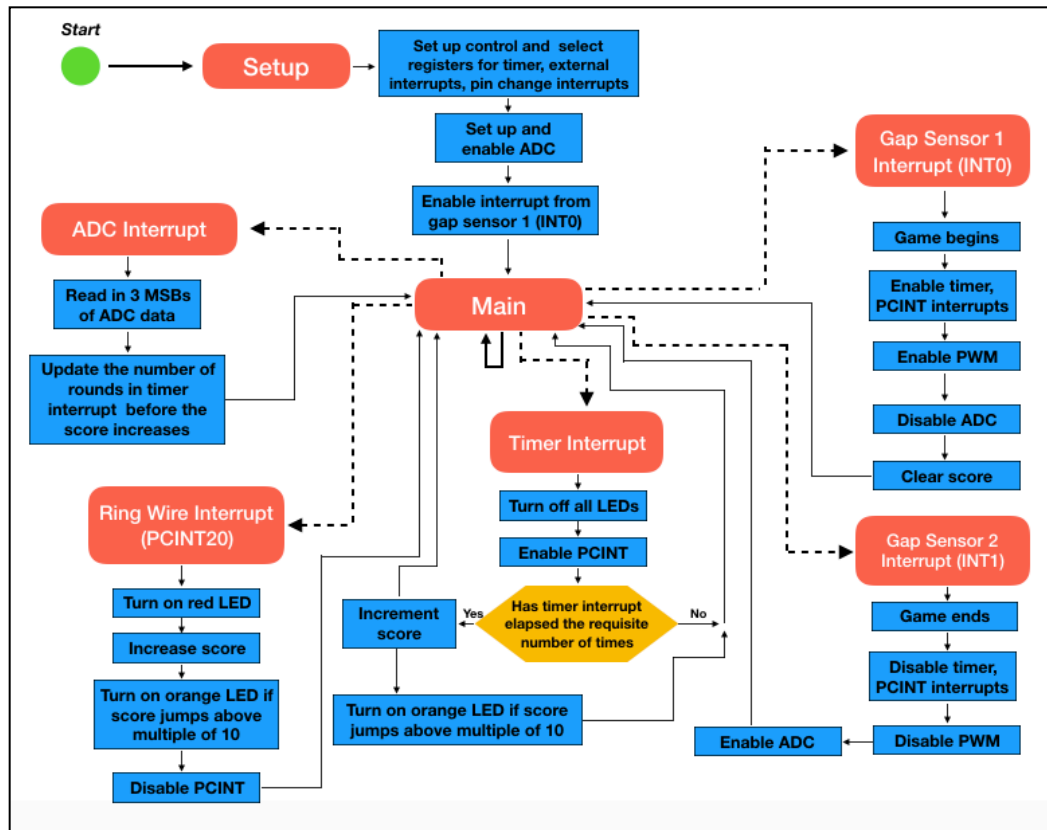 Start
Setup
Set up control and select
registers for timer, external
interrupts, pin change interrupts
Set up and
enable ADC
Enable interrupt from
gap sensor 1 (INT0)
Main
ADC Interrupt
Read in 3 MSBs
of ADC data
Update the number of
rounds in timer
interrupt before the
score increases
Ring Wire Interrupt
(PCINT20)
Turn on red LED
Increase score
Turn on orange LED if
score jumps above
multiple of 10
Disable PCINT
Timer Interrupt
Turn off all LEDs
Enable PCINT
Has timer interrupt
elapsed the requisite
number of times
Yes
No
Increment
score
Turn on orange LED if score
jumps above multiple of 10
Gap Sensor 1
Interrupt (INT0)
Game begins
Enable timer,
PCINT interrupts
Enable PWM
Disable ADC
Clear score
Gap Sensor 2
Interrupt (INT1)
Game ends
Disable timer,
PCINT interrupts
Disable PWM
Enable ADC